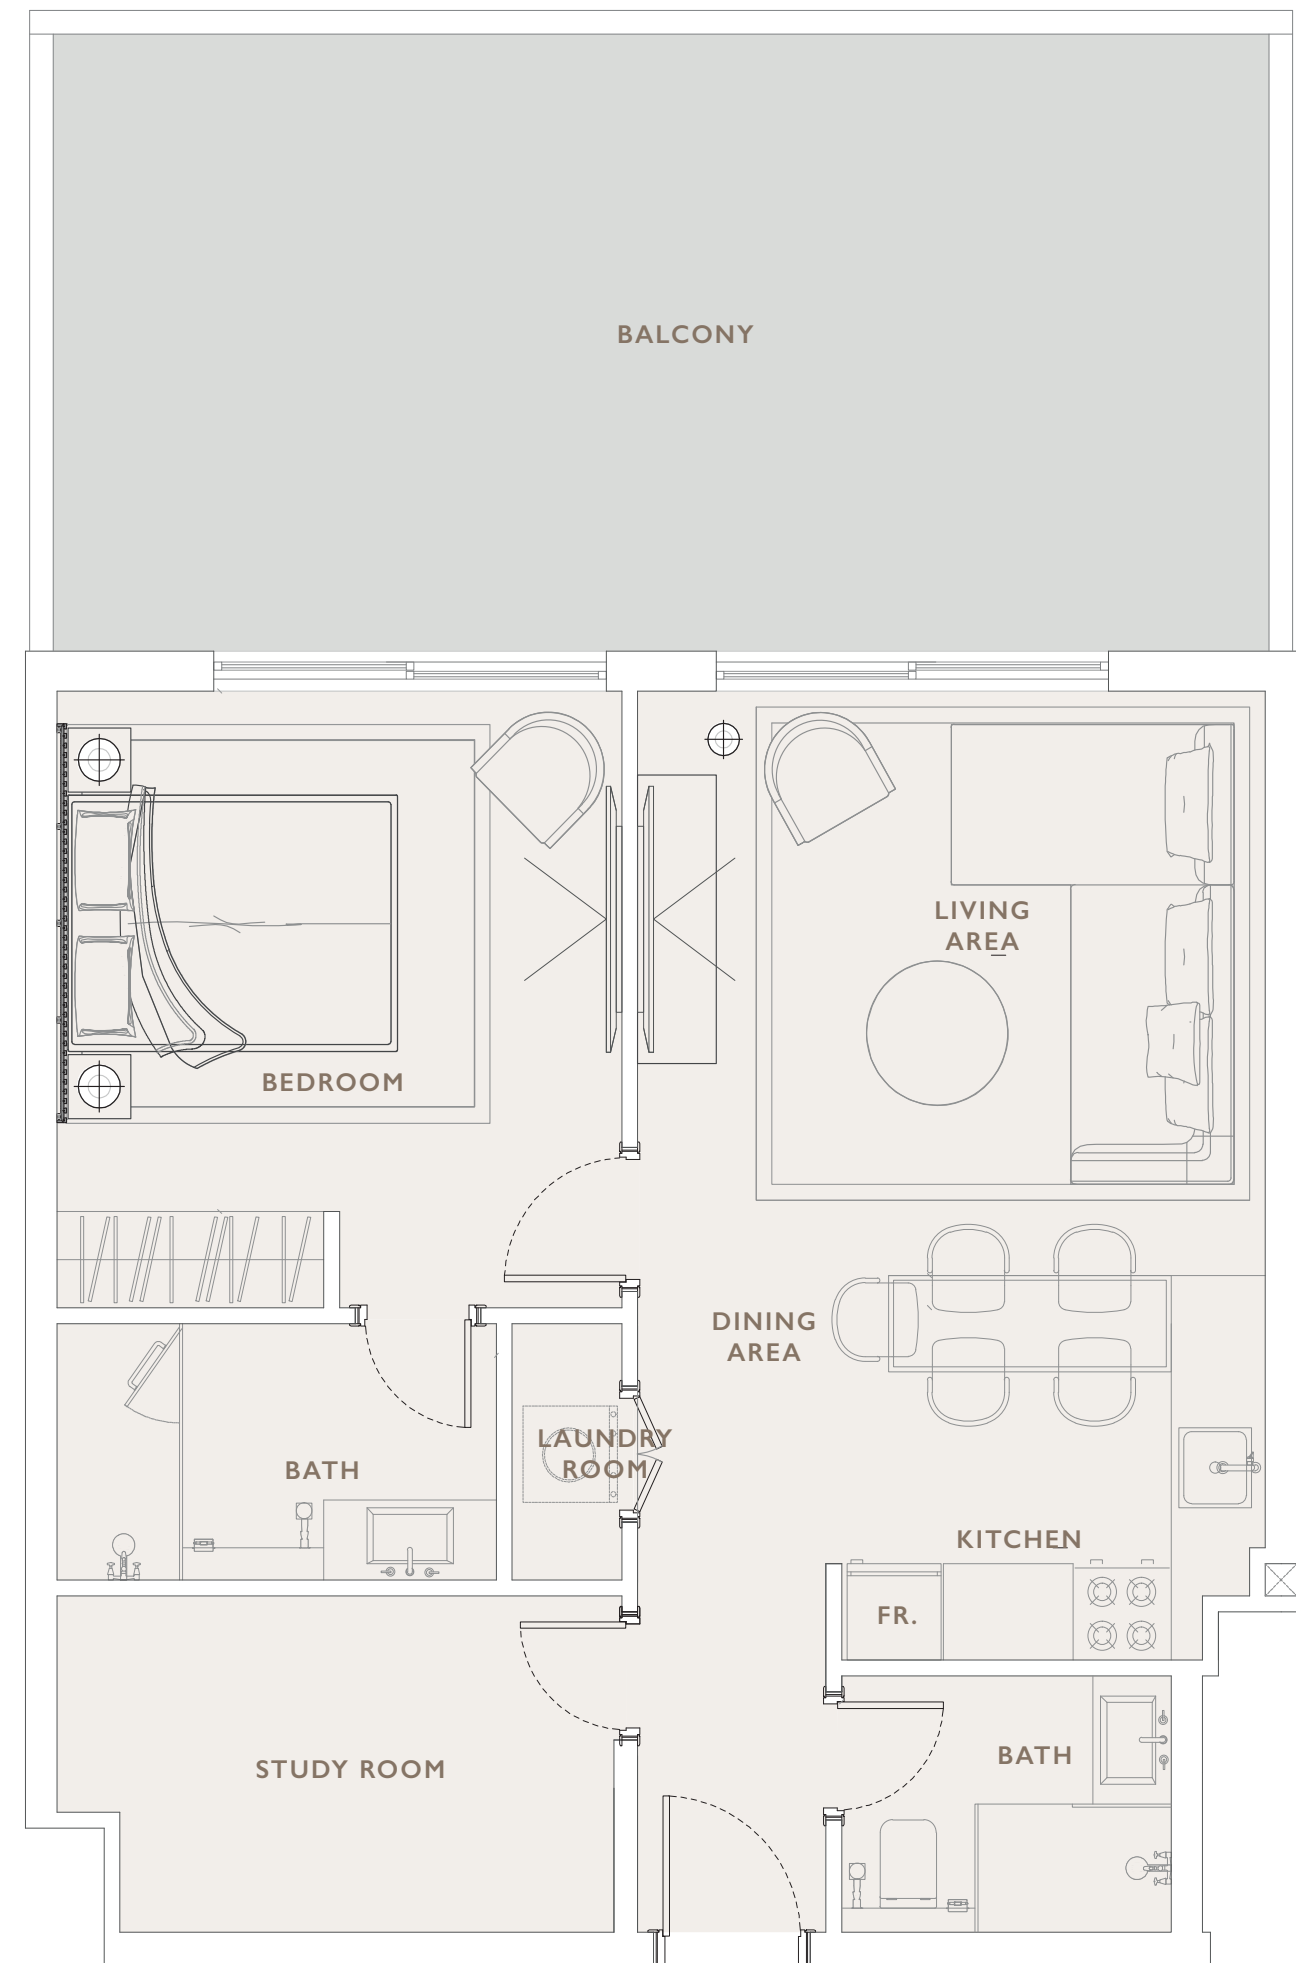 BALCONY
LIVING
AREA
BEDROOM
DINING
AREA
LAUNDRY
ROOM
BATH
KITCHEN
FR.
STUDY ROOM
BATH